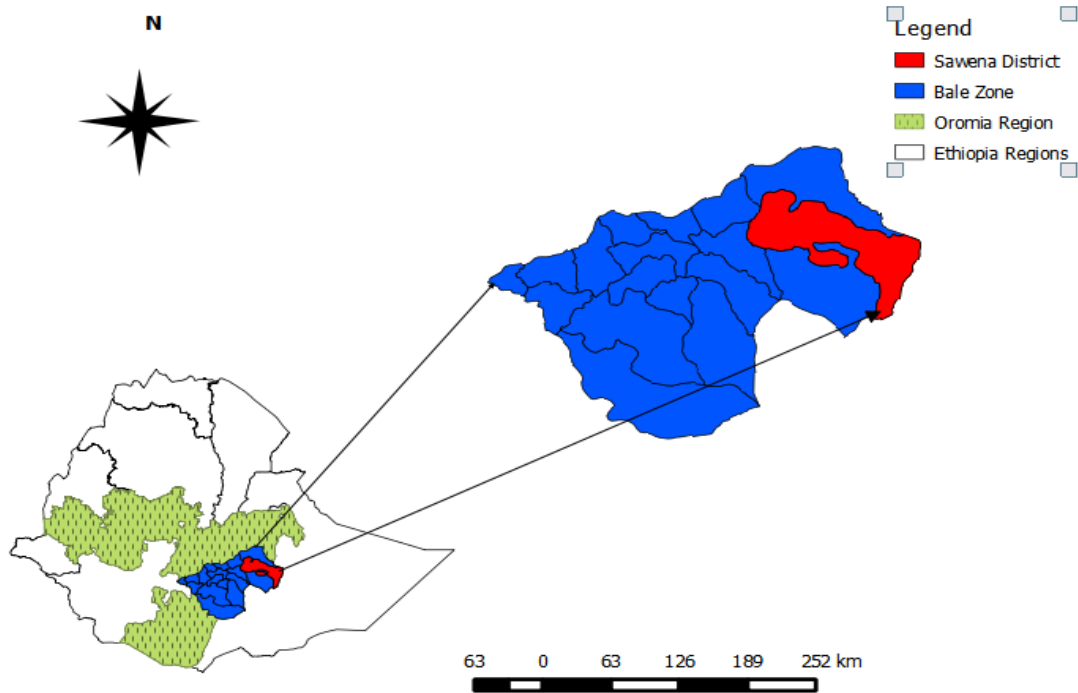 N
Legend
Sawena District
Bale Zone
Oromia Region
Ethiopia Regions
63 0 63 126 189 252 km